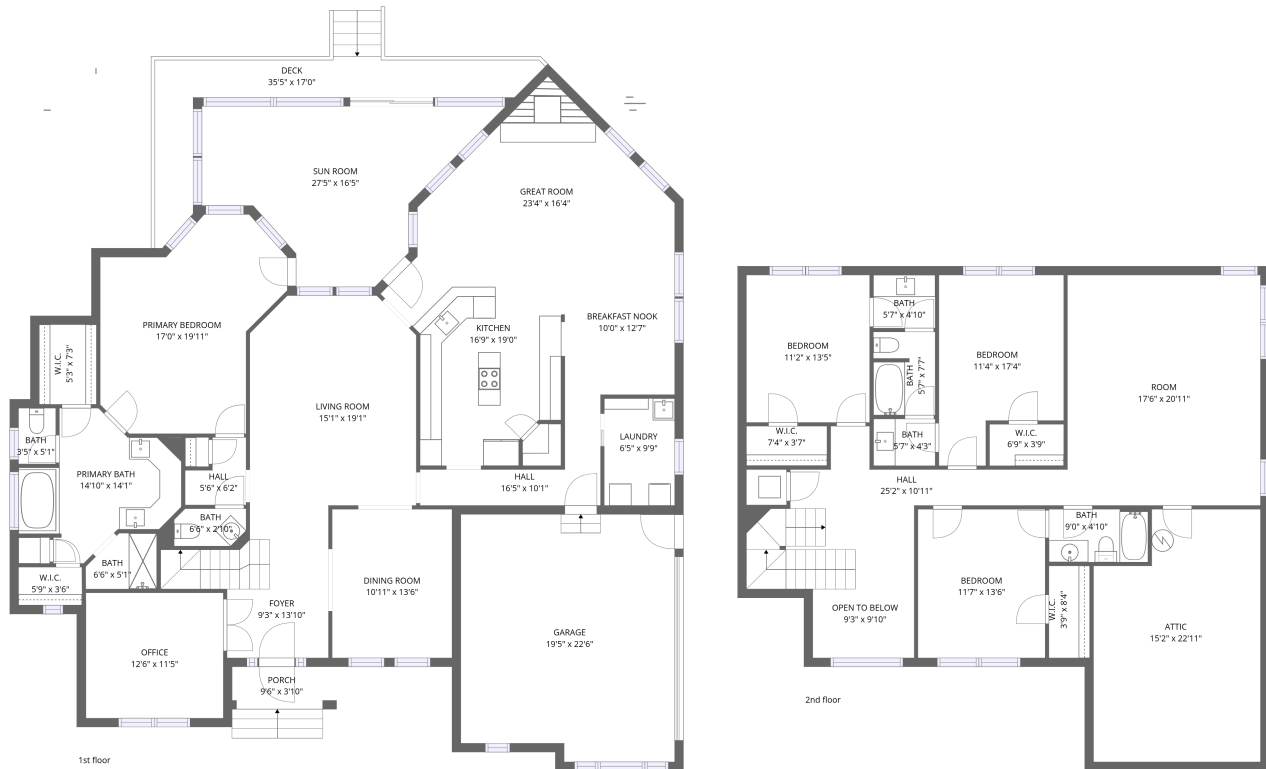 DECK
35'5" x 17'0"
SUN ROOM
27'5" x 16'5"
GREAT ROOM
23'4" x 16'4"
PRIMARY BEDROOM
17'0" x 19'11"
KITCHEN
16'9" x 19'0"
BREAKFAST NOOK
10'0" x 12'7"
W.I.C.
5'3" x 7'3"
LIVING ROOM
15'1" x 19'1"
LAUNDRY
6'5" x 9'9"
BATH
3'5" x 5'1"
PRIMARY BATH
14'10" x 14'1"
HALL
5'6" x 6'2"
HALL
16'5" x 10'1"
BATH
6'6" x 2'10"
BATH
6'6" x 5'1"
W.I.C.
5'9" x 3'6"
FOYER
9'3" x 13'10"
DINING ROOM
10'11" x 13'6"
OFFICE
12'6" x 11'5"
GARAGE
19'5" x 22'6"
PORCH
9'6" x 3'10"
1st floor
BATH
5'7" x 4'10"
BEDROOM
11'2" x 13'5"
BATH
5'7" x 7'7"
BEDROOM
11'4" x 17'4"
ROOM
17'6" x 20'11"
W.I.C.
7'4" x 3'7"
BATH
5'7" x 4'3"
W.I.C.
6'9" x 3'9"
HALL
25'2" x 10'11"
BATH
9'0" x 4'10"
BEDROOM
11'7" x 13'6"
W.I.C.
3'9" x 8'4"
OPEN TO BELOW
9'3" x 9'10"
ATTIC
15'2" x 22'11"
2nd floor